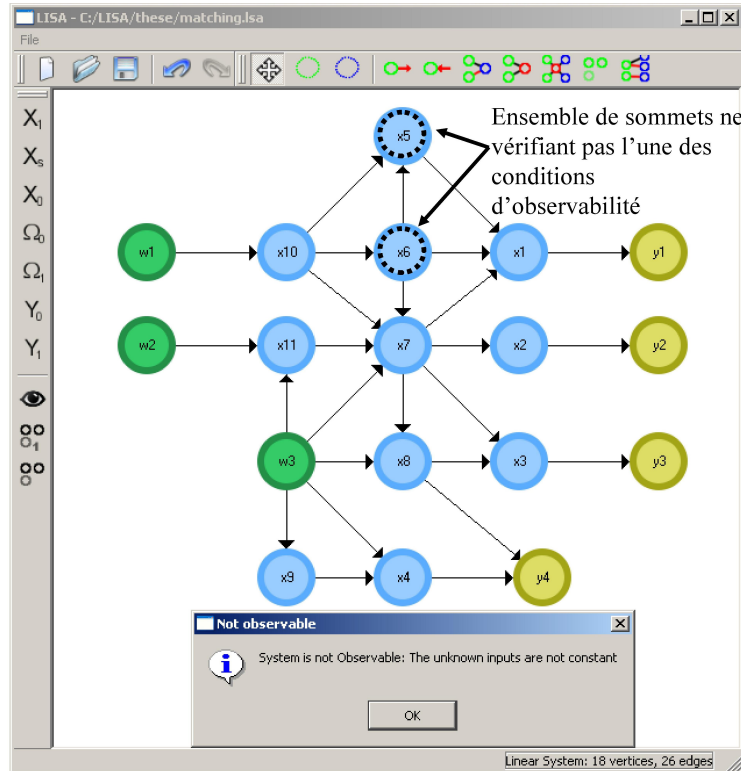 LISA - C:/LISA/these/matching.lsa
File
X1
Xs
X0
Ω0
Ω1
Y0
Y1
Ensemble de sommets ne
vérifiant pas l'une des
conditions
d'observabilité
x5
w1
x10
x6
x1
y1
w2
x11
x7
x2
y2
w3
x8
x3
y3
x9
x4
y4
Not observable
System is not Observable: The unknown inputs are not constant
OK
Linear System: 18 vertices, 26 edges